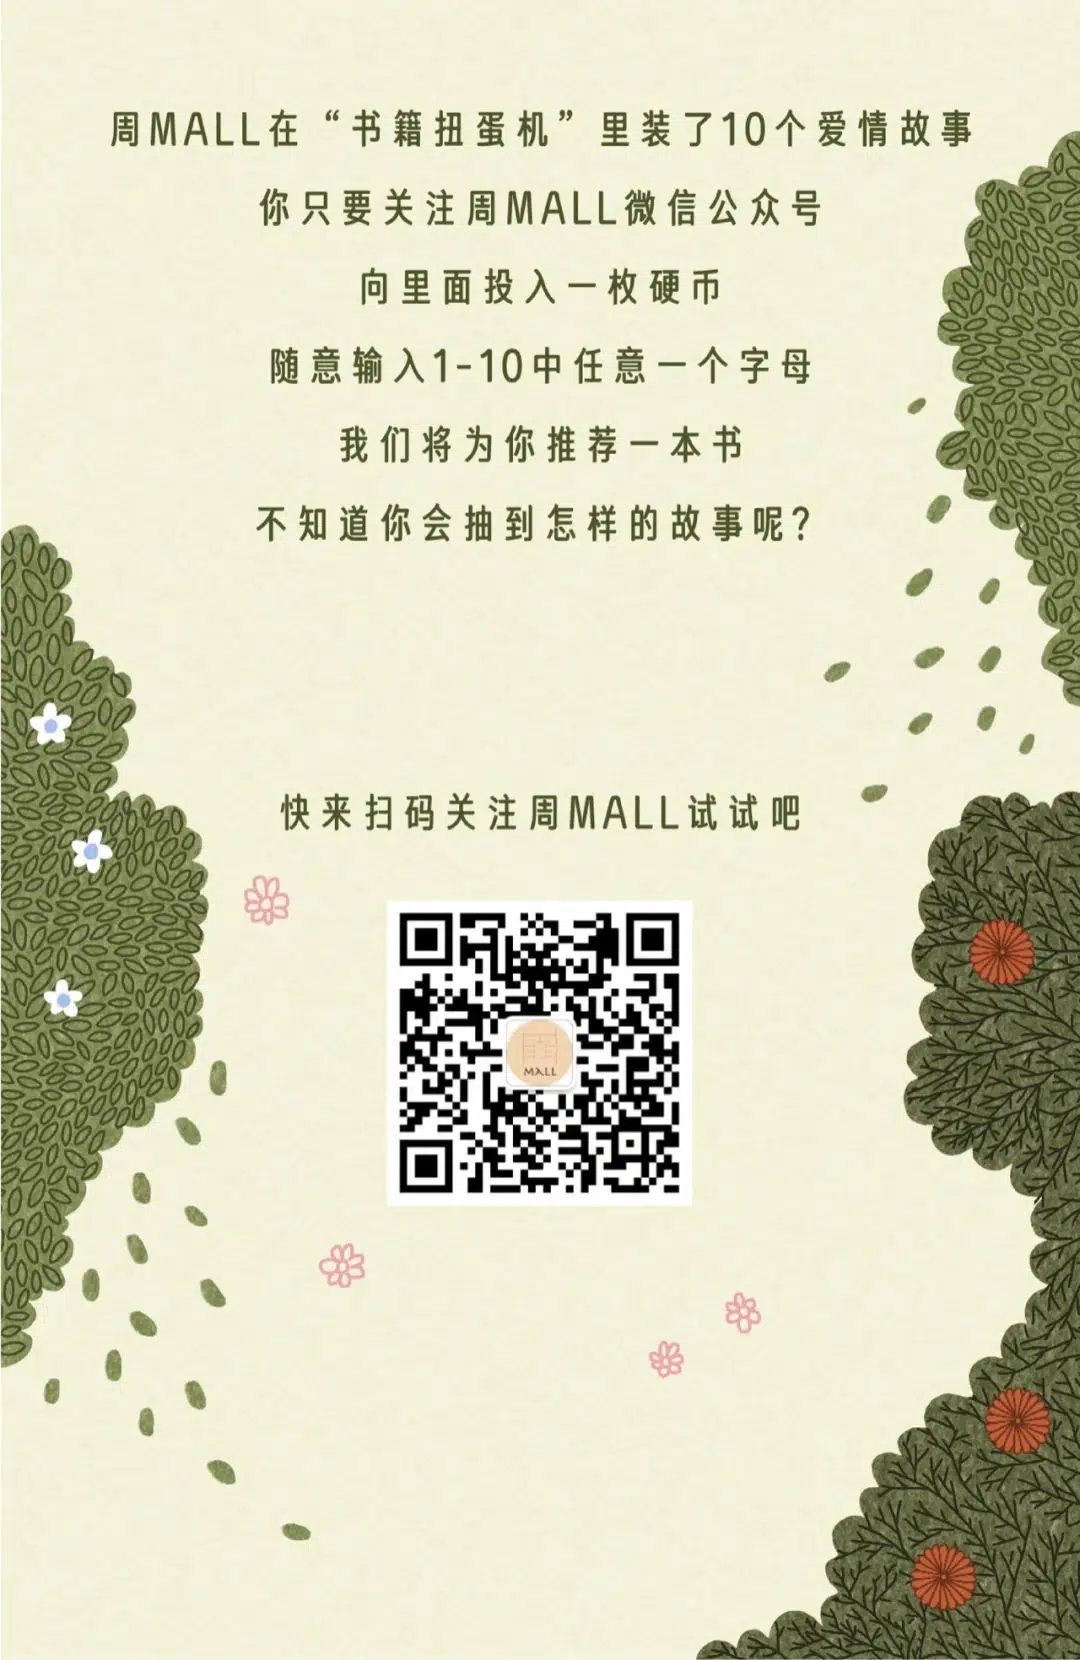 周MALL在“书籍扭蛋机”里装了10个爱情故事
你只要关注周MALL微信公众号
向里面投入一枚硬币
随意输入1-10中任意一个字母
我们将为你推荐一本书
不知道你会抽到怎样的故事呢?
快来扫码关注周MALL试试吧
MALL